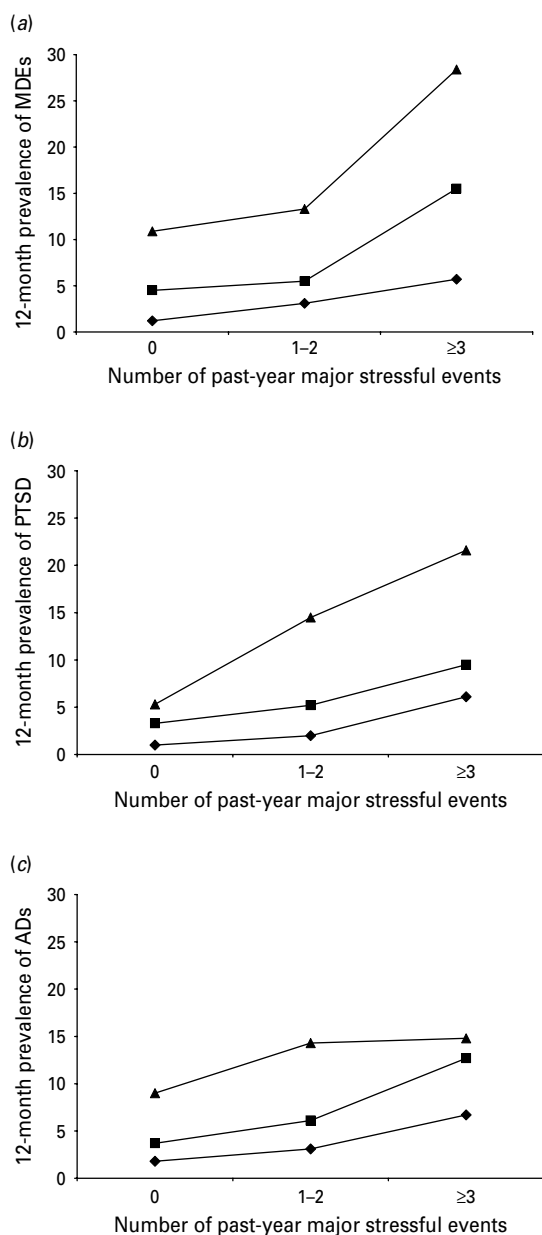 (a)
12-month prevalence of MDEs
30
25
20
15
10
5
0
0 1–2 ≥3
Number of past-year major stressful events
(b)
12-month prevalence of PTSD
30
25
20
15
10
5
0
0 1–2 ≥3
Number of past-year major stressful events
(c)
12-month prevalence of ADs
30
25
20
15
10
5
0
0 1–2 ≥3
Number of past-year major stressful events